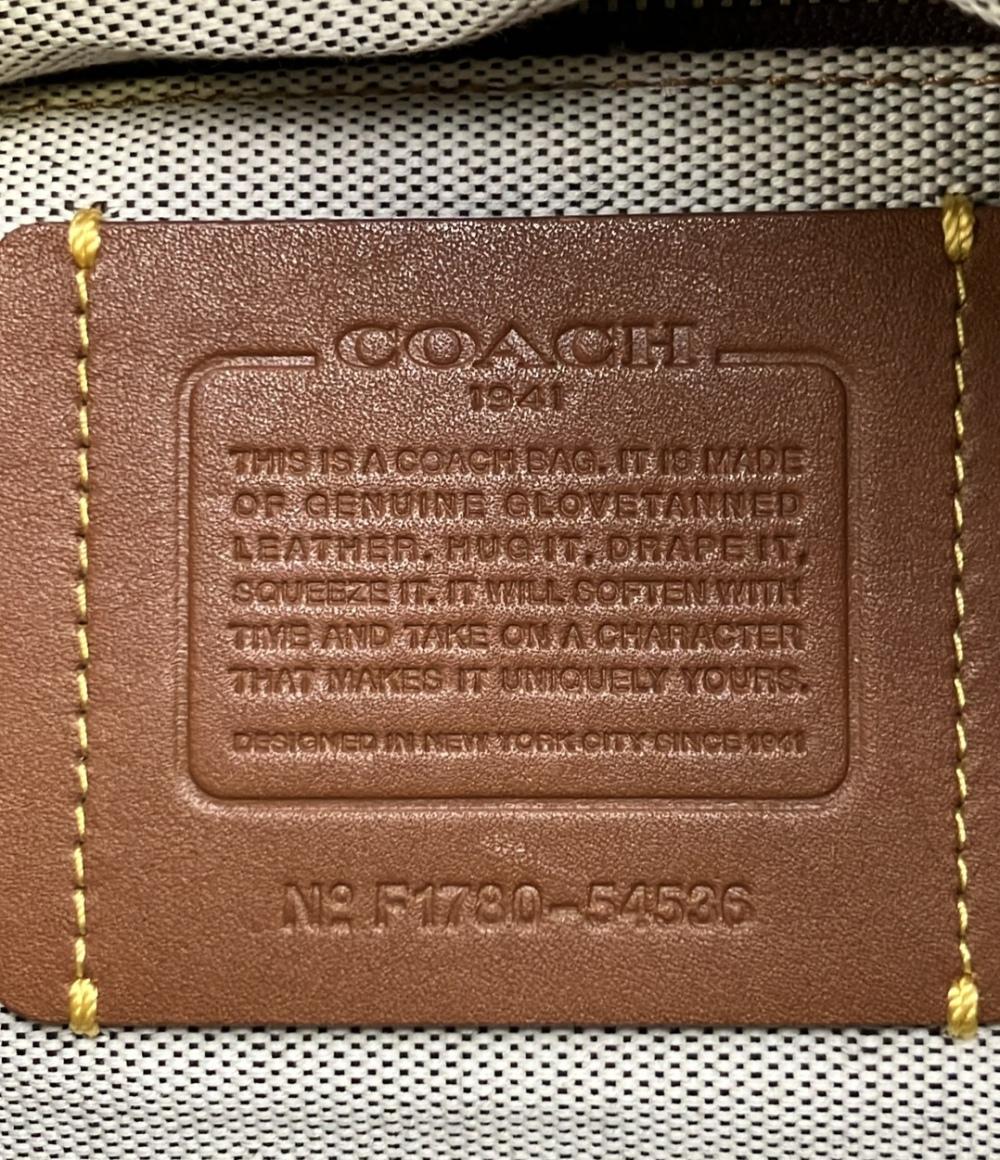 COACH
1941
THIS IS A COACH BAG. IT IS MADE
OF GENUINE GLOVETANNED
LEATHER. HUG IT, DRAPE IT,
SQUEEZE IT. IT WILL SOFTEN WITH
TIME AND TAKE ON A CHARACTER
THAT MAKES IT UNIQUELY YOURS.
DESIGNED IN NEW YORK CITY SINCE 1941
Nº F1780-54536